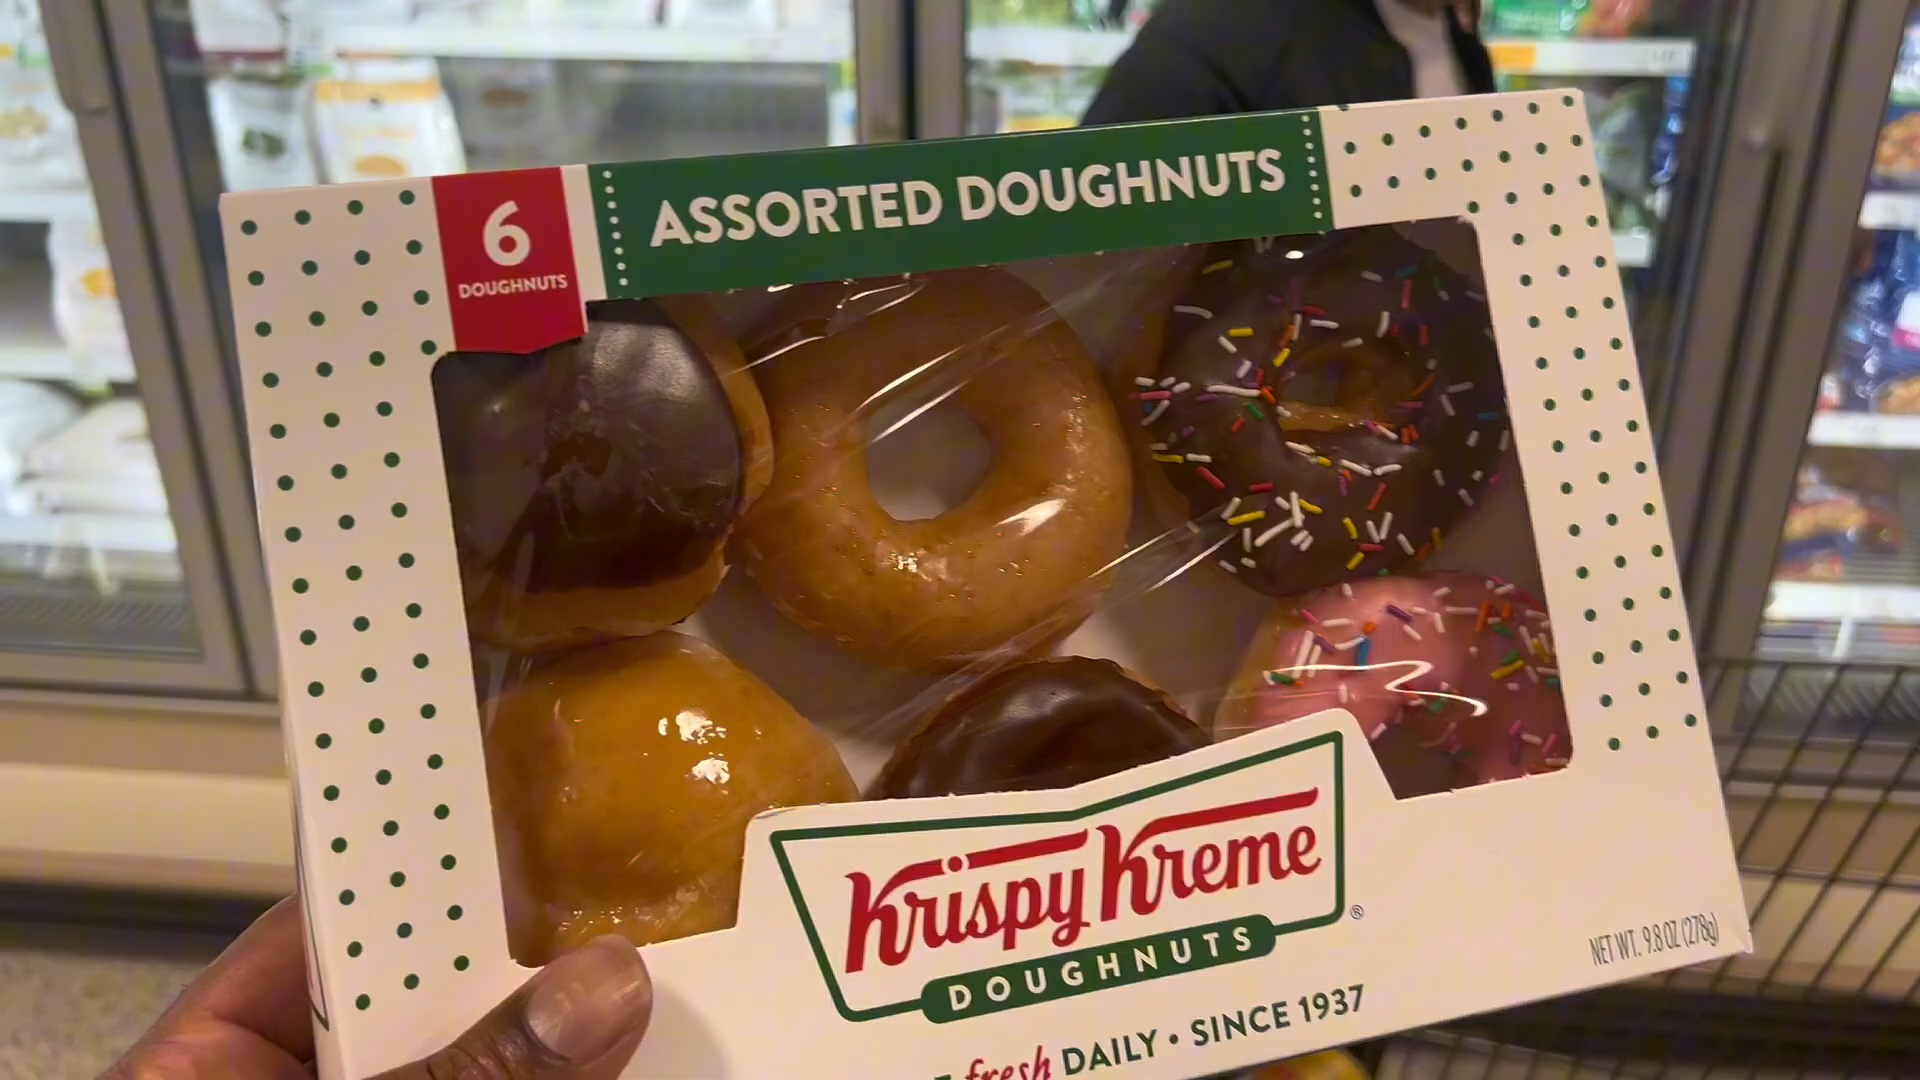 6
DOUGHNUTS
ASSORTED DOUGHNUTS
Krispy Kreme
®
DOUGHNUTS
NET WT. 9.8 OZ (278g)
fresh DAILY • SINCE 1937